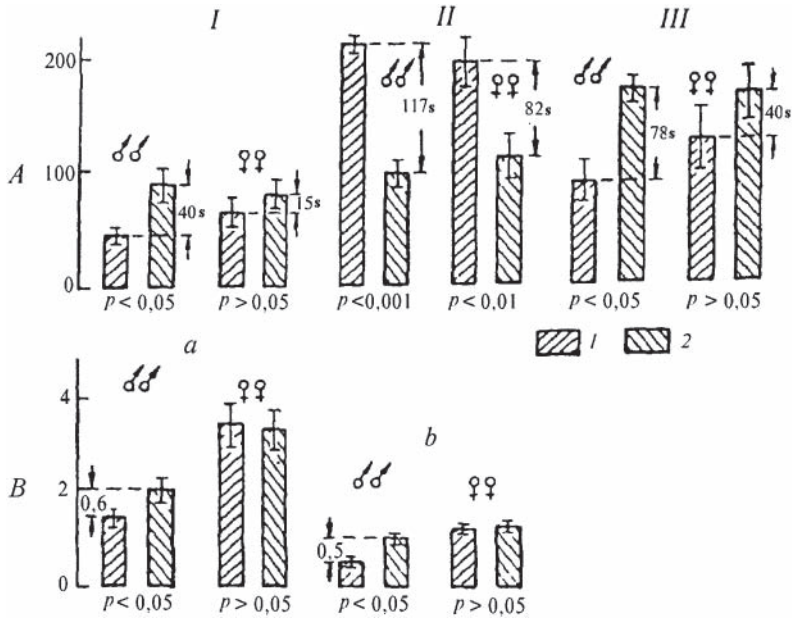 I II III
200
100
0
A
♂♂ ♀♀ ♂♂ ♀♀ ♂♂ ♀♀
40s 15s 117s 82s 78s 40s
p < 0,05 p > 0,05 p <0,001 p < 0,01 p < 0,05 p > 0,05
1 2
a
4
2
0
B
♂♂ ♀♀
0,6
b
♂♂ ♀♀
0,5
p < 0,05 p > 0,05 p < 0,05 p > 0,05